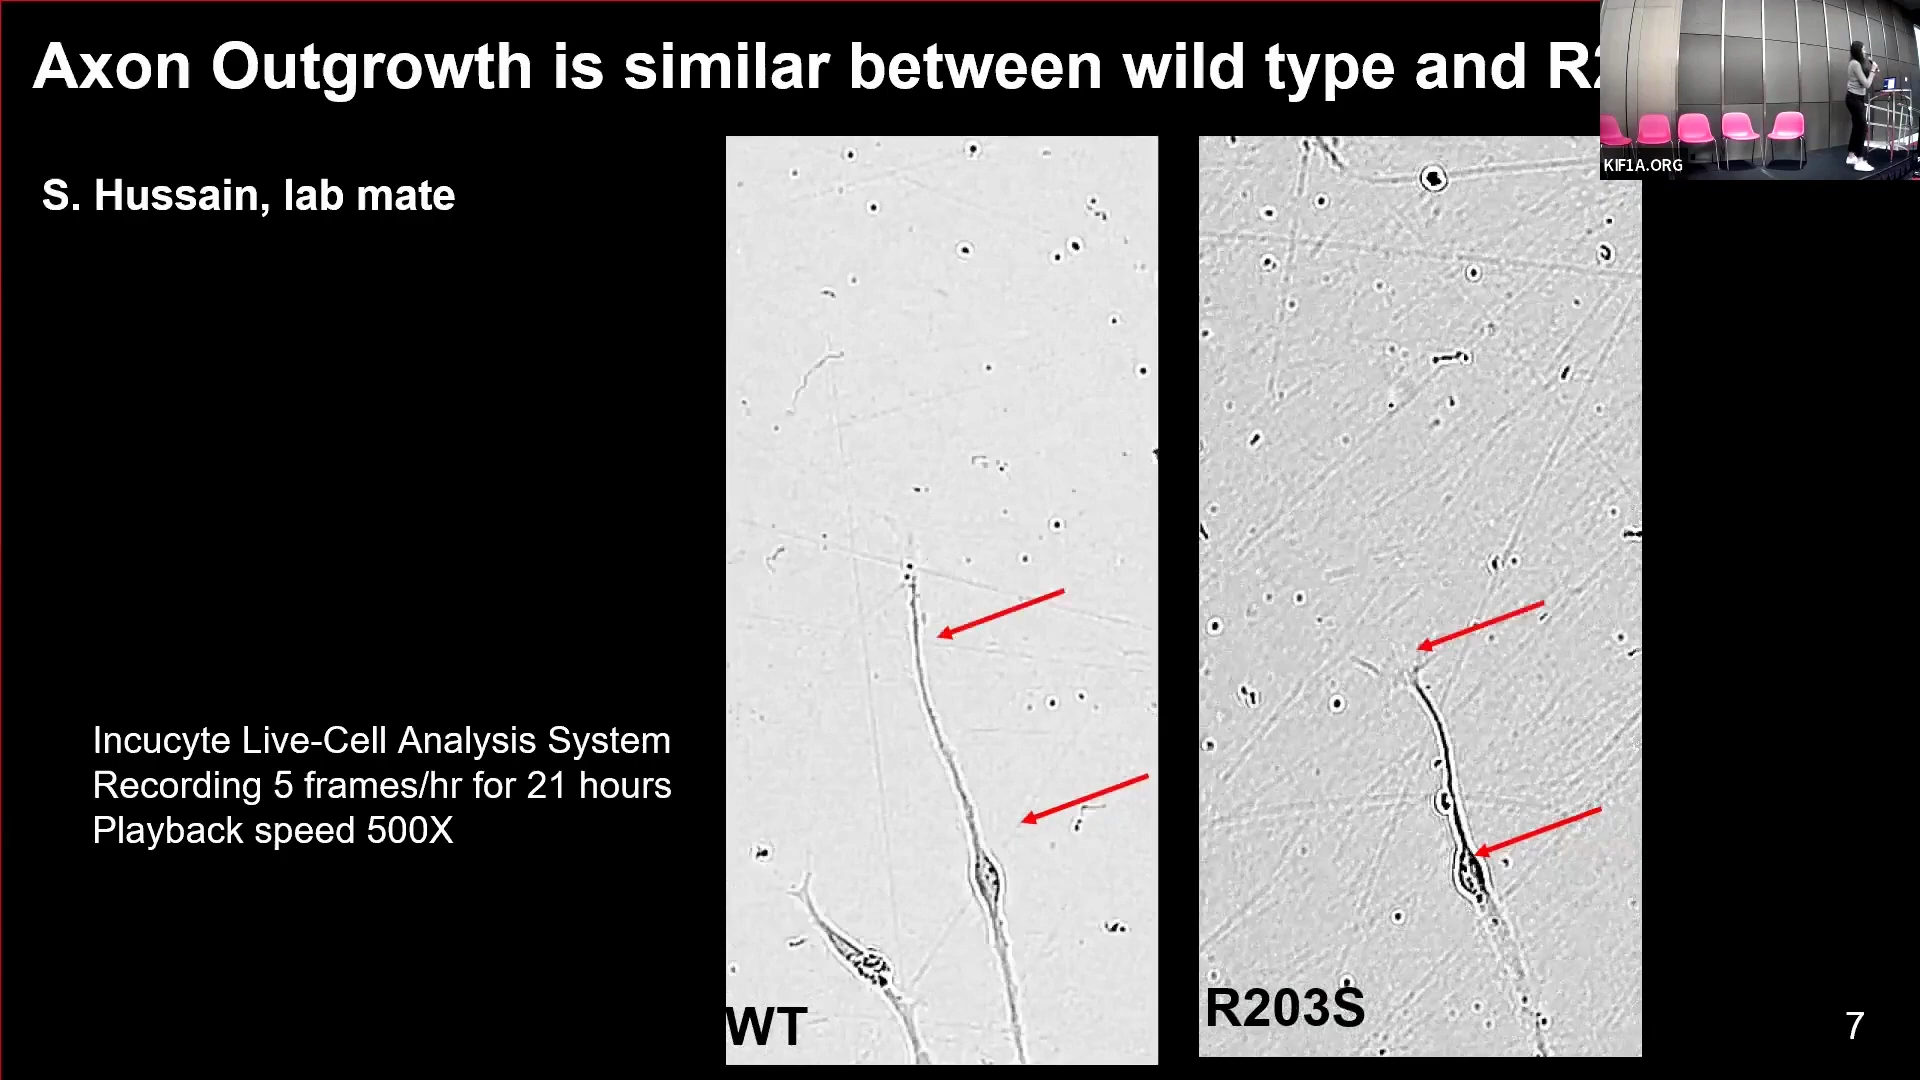 Axon Outgrowth is similar between wild type and
KIF1A.ORG
S. Hussain, lab mate
Incucyte Live-Cell Analysis System
Recording 5 frames/hr for 21 hours
Playback speed 500X
WT
R203S
7